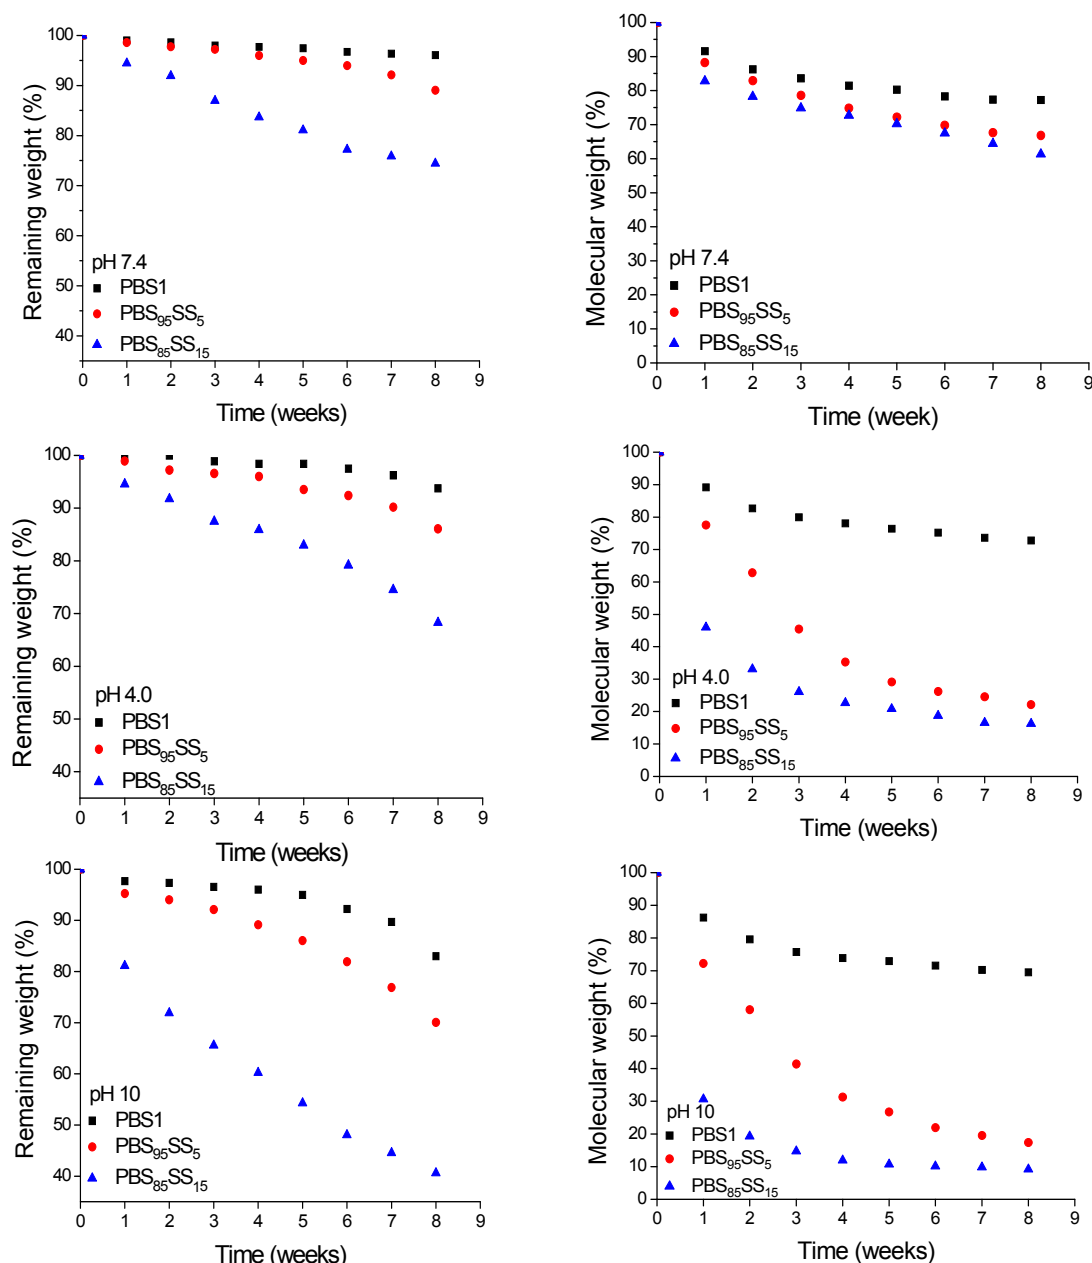 Remaining weight (%)
100
90
80
70
60
50
40
pH 7.4
PBS1
PBS95SS5
PBS85SS15
0 1 2 3 4 5 6 7 8 9
Time (weeks)
Molecular weight (%)
100
90
80
70
60
50
40
30
20
10
0
pH 7.4
PBS1
PBS95SS5
PBS85SS15
0 1 2 3 4 5 6 7 8 9
Time (week)
Remaining weight (%)
100
90
80
70
60
50
40
pH 4.0
PBS1
PBS95SS5
PBS85SS15
0 1 2 3 4 5 6 7 8 9
Time (weeks)
Molecular weight (%)
100
90
80
70
60
50
40
30
20
10
0
pH 4.0
PBS1
PBS95SS5
PBS85SS15
0 1 2 3 4 5 6 7 8 9
Time (weeks)
Remaining weight (%)
100
90
80
70
60
50
40
pH 10
PBS1
PBS95SS5
PBS85SS15
0 1 2 3 4 5 6 7 8 9
Time (weeks)
Molecular weight (%)
100
90
80
70
60
50
40
30
20
10
0
pH 10
PBS1
PBS95SS5
PBS85SS15
0 1 2 3 4 5 6 7 8 9
Time (weeks)